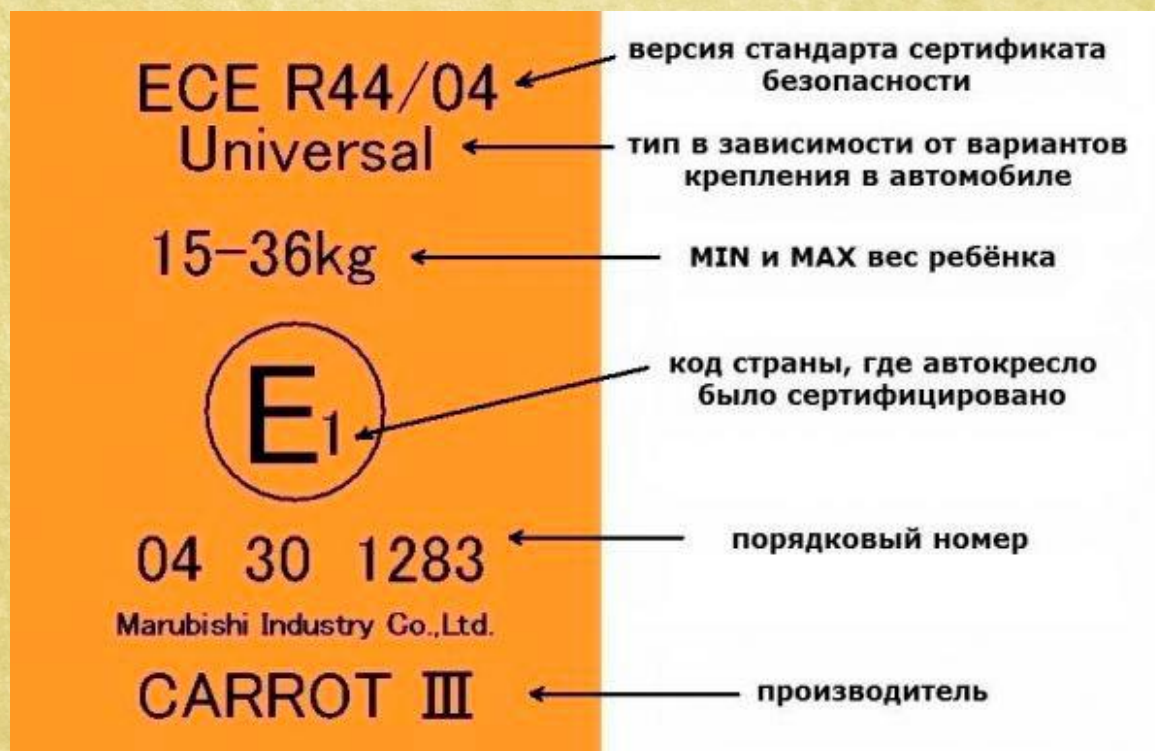 ECE R44/04
версия стандарта сертификата
безопасности
Universal
тип в зависимости от вариантов
крепления в автомобиле
15-36kg
MIN и MAX вес ребёнка
E1
код страны, где автокресло
было сертифицировано
04 30 1283
порядковый номер
Marubishi Industry Co.,Ltd.
CARROT III
производитель